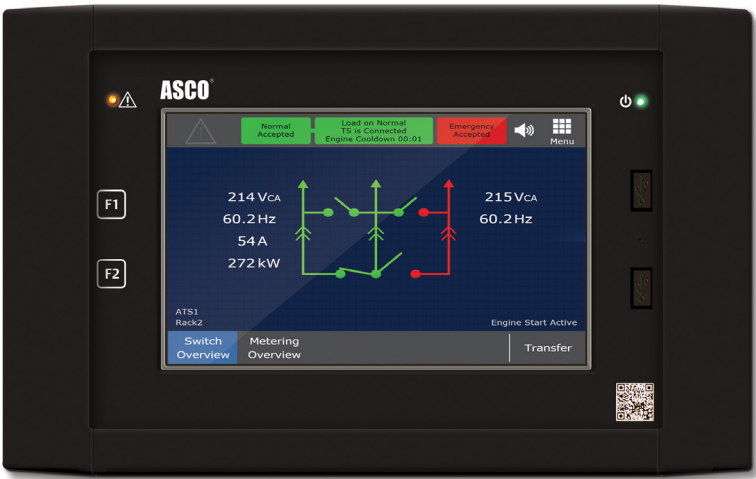 ASCO®
Normal
Accepted
Load on Normal
TS is Connected
Engine Cooldown 00:01
Emergency
Accepted
Menu
F1
214 VCA
60.2 Hz
54 A
272 kW
215 VCA
60.2 Hz
F2
ATS1
Rack2
Engine Start Active
Switch
Overview
Metering
Overview
Transfer